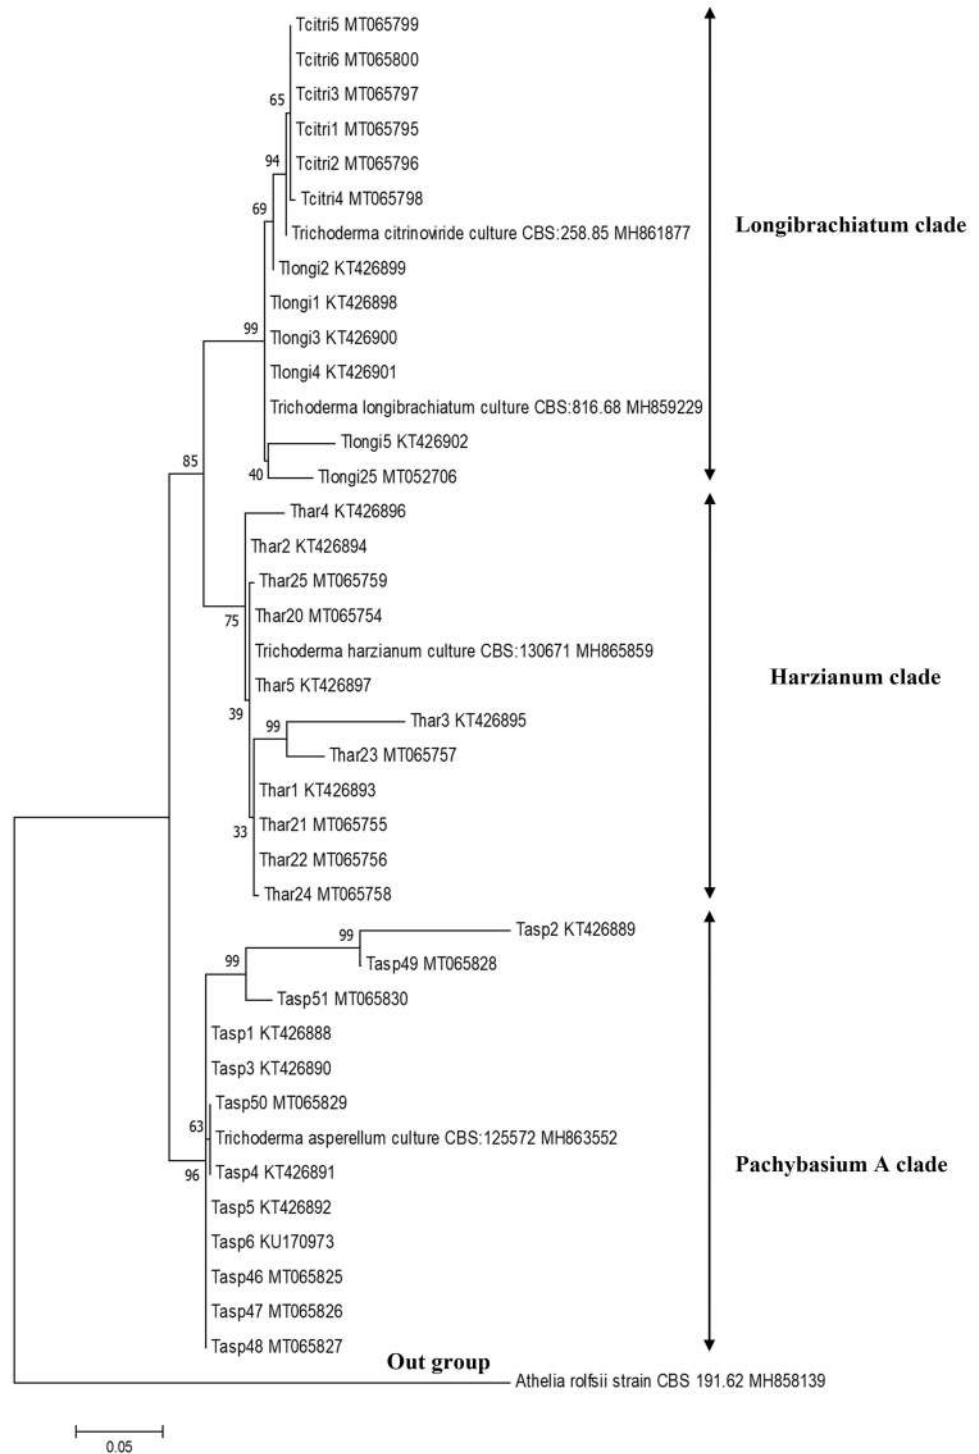 Tcitri5 MT065799
Tcitri6 MT065800
Tcitri3 MT065797
65
Tcitri1 MT065795
94
Tcitri2 MT065796
Tcitri4 MT065798
69
Longibrachiatum clade
Trichoderma citrinoviride culture CBS:258.85 MH861877
Tlongi2 KT426899
Tlongi1 KT426898
99
Tlongi3 KT426900
Tlongi4 KT426901
Trichoderma longibrachiatum culture CBS:816.68 MH859229
Tlongi5 KT426902
85
40
Tlongi25 MT052706
Thar4 KT426896
Thar2 KT426894
Thar25 MT065759
Thar20 MT065754
75
Trichoderma harzianum culture CBS:130671 MH865859
Harzianum clade
Thar5 KT426897
39
Thar3 KT426895
99
Thar23 MT065757
Thar1 KT426893
Thar21 MT065755
33
Thar22 MT065756
Thar24 MT065758
Tasp2 KT426889
99
Tasp49 MT065828
99
Tasp51 MT065830
Tasp1 KT426888
Tasp3 KT426890
Tasp50 MT065829
63
Trichoderma asperellum culture CBS:125572 MH863552
Pachybasium A clade
Tasp4 KT426891
96
Tasp5 KT426892
Tasp6 KU170973
Tasp46 MT065825
Tasp47 MT065826
Tasp48 MT065827
Out group
Athelia rolfsii strain CBS 191.62 MH858139
0.05